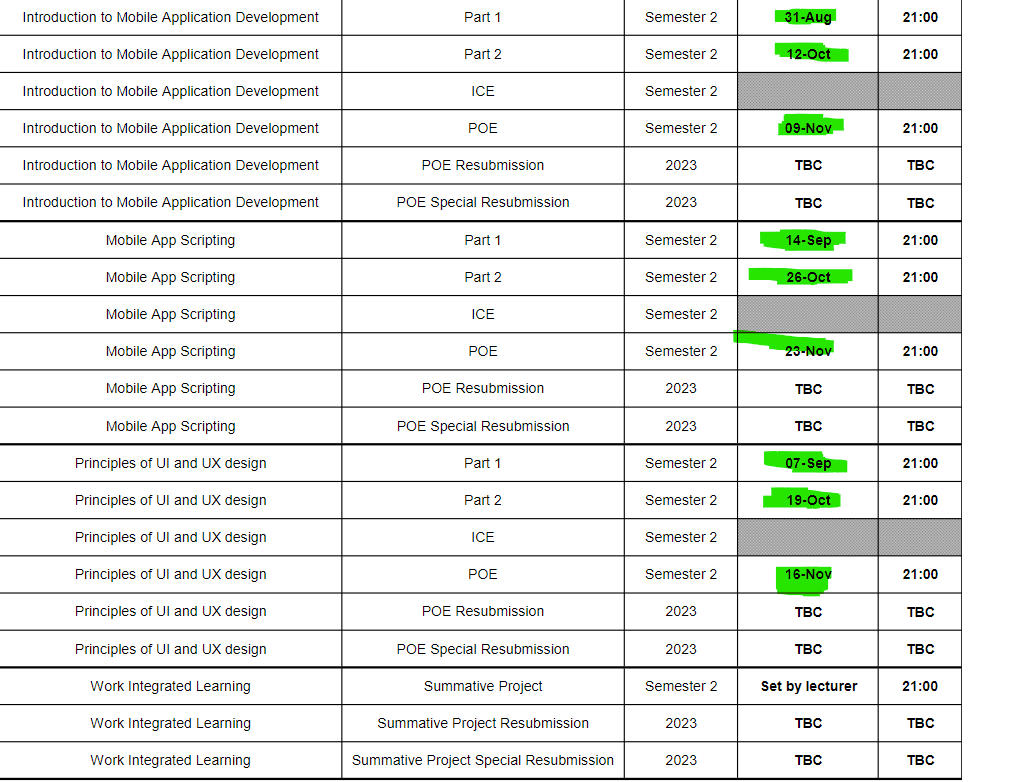 Introduction to Mobile Application Development Part 1 Semester 2 31-Aug 21:00
Introduction to Mobile Application Development Part 2 Semester 2 12-Oct 21:00
Introduction to Mobile Application Development ICE Semester 2
Introduction to Mobile Application Development POE Semester 2 09-Nov 21:00
Introduction to Mobile Application Development POE Resubmission 2023 TBC TBC
Introduction to Mobile Application Development POE Special Resubmission 2023 TBC TBC
Mobile App Scripting Part 1 Semester 2 14-Sep 21:00
Mobile App Scripting Part 2 Semester 2 26-Oct 21:00
Mobile App Scripting ICE Semester 2
Mobile App Scripting POE Semester 2 23-Nov 21:00
Mobile App Scripting POE Resubmission 2023 TBC TBC
Mobile App Scripting POE Special Resubmission 2023 TBC TBC
Principles of UI and UX design Part 1 Semester 2 07-Sep 21:00
Principles of UI and UX design Part 2 Semester 2 19-Oct 21:00
Principles of UI and UX design ICE Semester 2
Principles of UI and UX design POE Semester 2 16-Nov 21:00
Principles of UI and UX design POE Resubmission 2023 TBC TBC
Principles of UI and UX design POE Special Resubmission 2023 TBC TBC
Work Integrated Learning Summative Project Semester 2 Set by lecturer 21:00
Work Integrated Learning Summative Project Resubmission 2023 TBC TBC
Work Integrated Learning Summative Project Special Resubmission 2023 TBC TBC